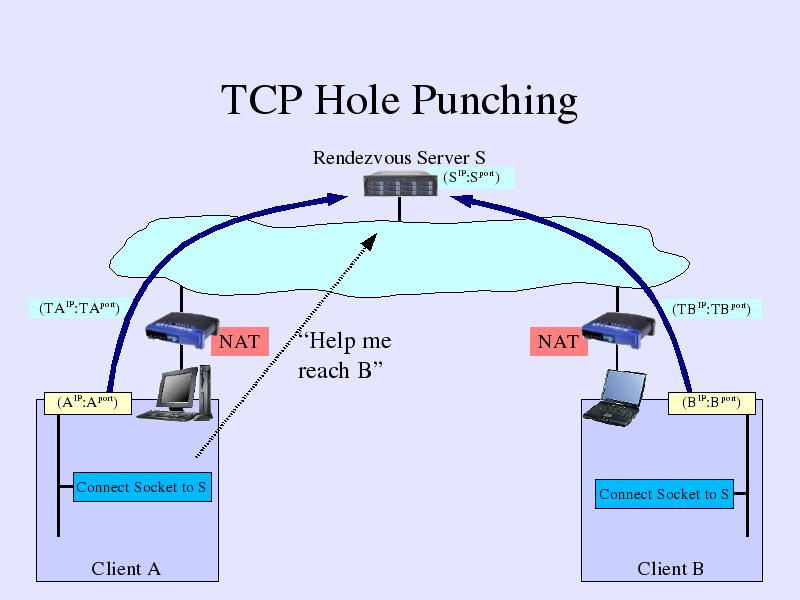 TCP Hole Punching
Rendezvous Server S
(S^IP:S^port)
(TA^IP:TA^port)
(TB^IP:TB^port)
NAT
“Help me
reach B”
NAT
(A^IP:A^port)
(B^IP:B^port)
Connect Socket to S
Connect Socket to S
Client A
Client B